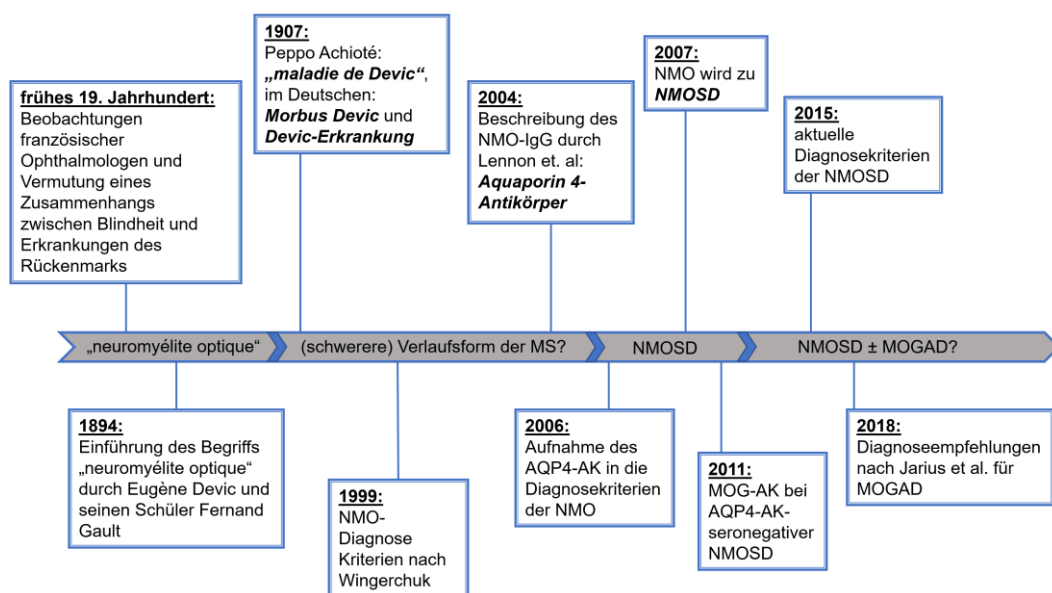 frühes 19. Jahrhundert:
Beobachtungen
französischer
Ophthalmologen und
Vermutung eines
Zusammenhangs
zwischen Blindheit und
Erkrankungen des
Rückenmarks
1907:
Peppo Achioté:
„maladie de Devic“,
im Deutschen:
Morbus Devic und
Devic-Erkrankung
2004:
Beschreibung des
NMO-IgG durch
Lennon et. al:
Aquaporin 4-
Antikörper
2007:
NMO wird zu
NMOSD
2015:
aktuelle
Diagnosekriterien
der NMOSD
„neuromyélite optique“
(schwerere) Verlaufsform der MS?
NMOSD
NMOSD ± MOGAD?
1894:
Einführung des Begriffs
„neuromyélite optique“
durch Eugène Devic und
seinen Schüler Fernand
Gault
1999:
NMO-
Diagnose
Kriterien nach
Wingerchuk
2006:
Aufnahme des
AQP4-AK in die
Diagnosekriterien
der NMO
2011:
MOG-AK bei
AQP4-AK-
seronegativer
NMOSD
2018:
Diagnoseempfehlungen
nach Jarius et al. für
MOGAD